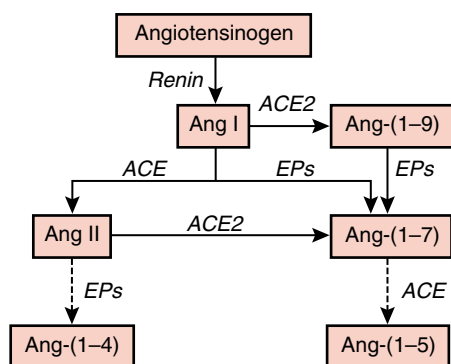 Angiotensinogen
Renin
ACE2
Ang I
Ang-(1–9)
ACE
EPs
EPs
Ang II
ACE2
Ang-(1–7)
EPs
ACE
Ang-(1–4)
Ang-(1–5)